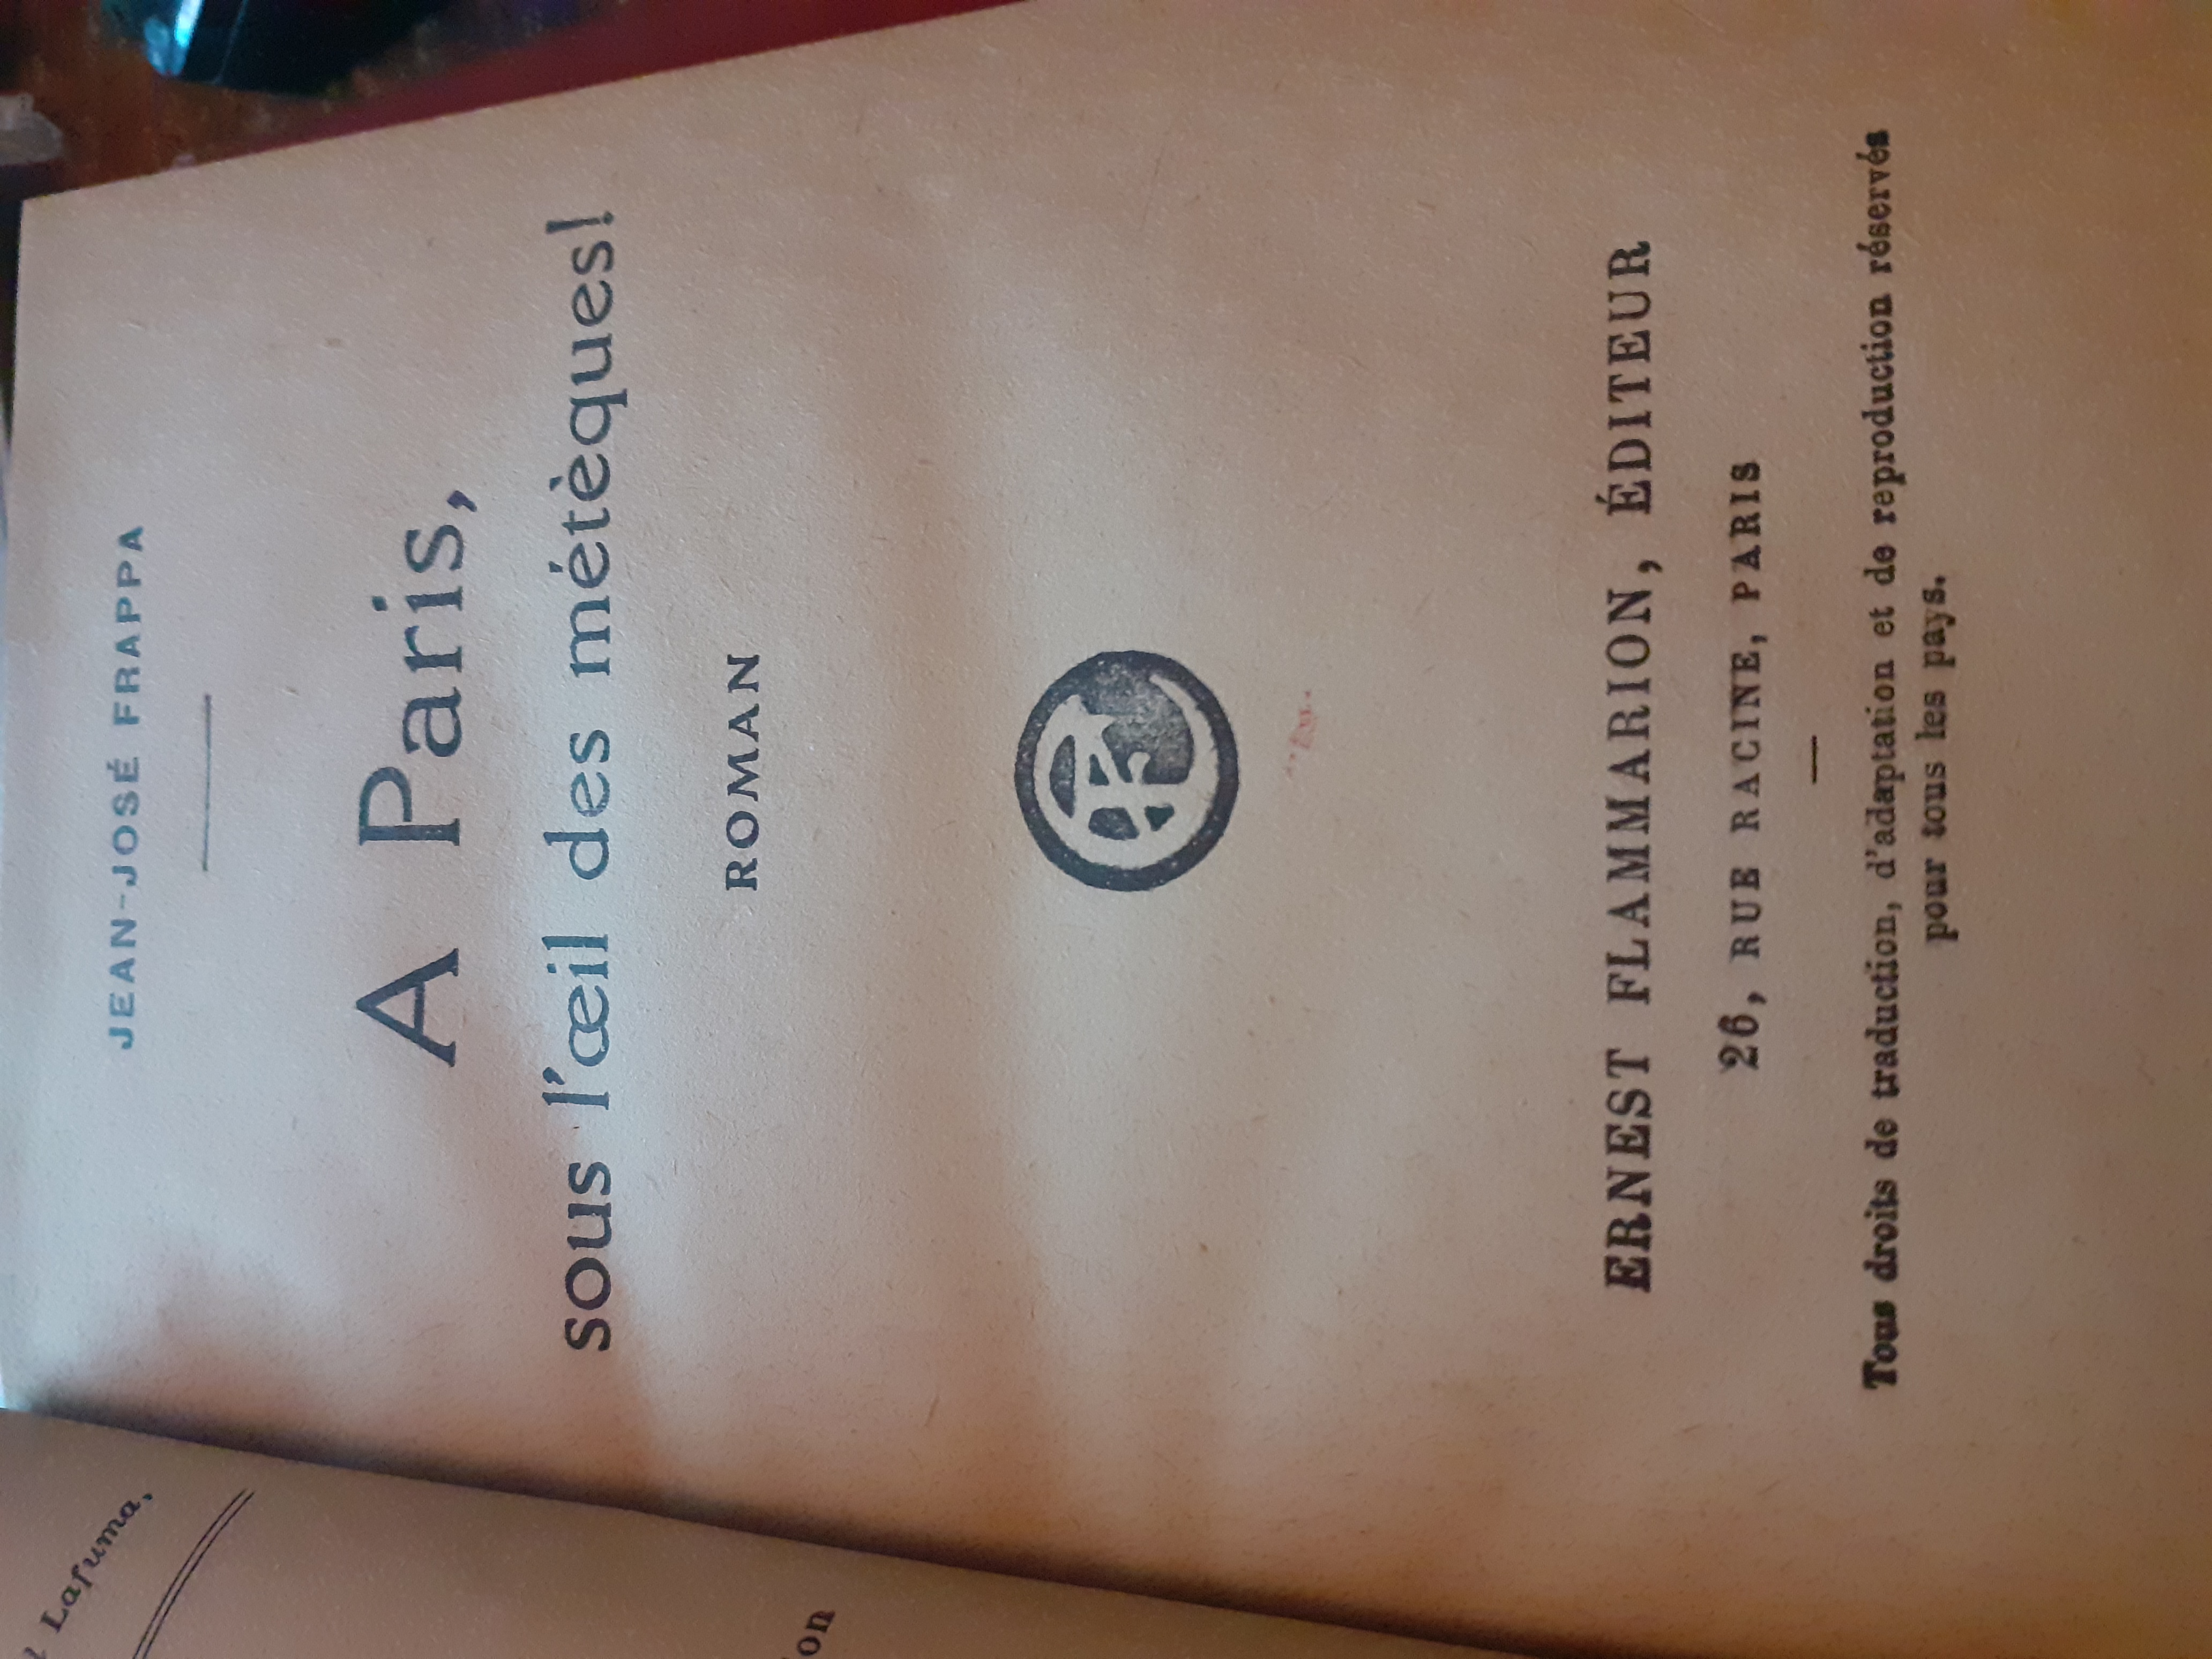 JEAN-JOSÉ FRAPPA
A Paris,
sous l'œil des métèques!
ROMAN
ERNEST FLAMMARION, ÉDITEUR
26, RUE RACINE, PARIS
Tous droits de traduction, d'adaptation et de reproduction réservés
pour tous les pays.
Lafuma,